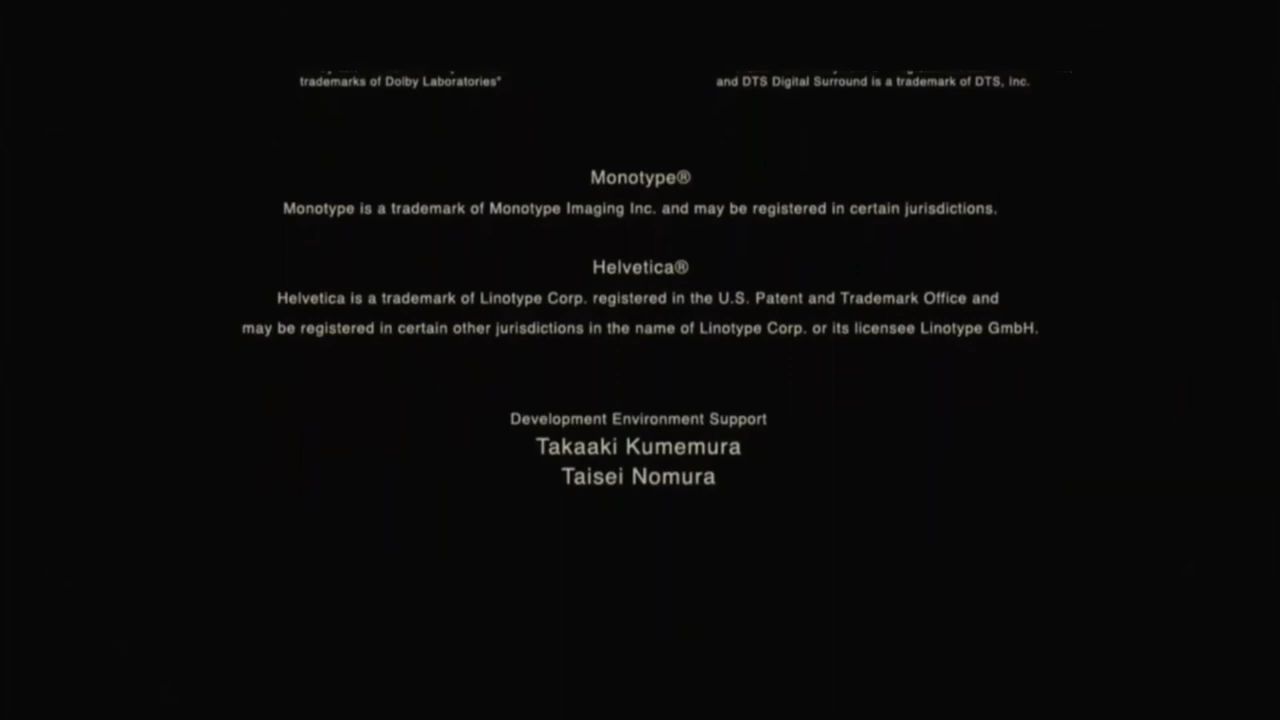 trademarks of Dolby Laboratories"
and DTS Digital Surround is a trademark of DTS, Inc.
Monotype®
Monotype is a trademark of Monotype Imaging Inc. and may be registered in certain jurisdictions.
Helvetica®
Helvetica is a trademark of Linotype Corp. registered in the U.S. Patent and Trademark Office and
may be registered in certain other jurisdictions in the name of Linotype Corp. or its licensee Linotype GmbH.
Development Environment Support
Takaaki Kumemura
Taisei Nomura